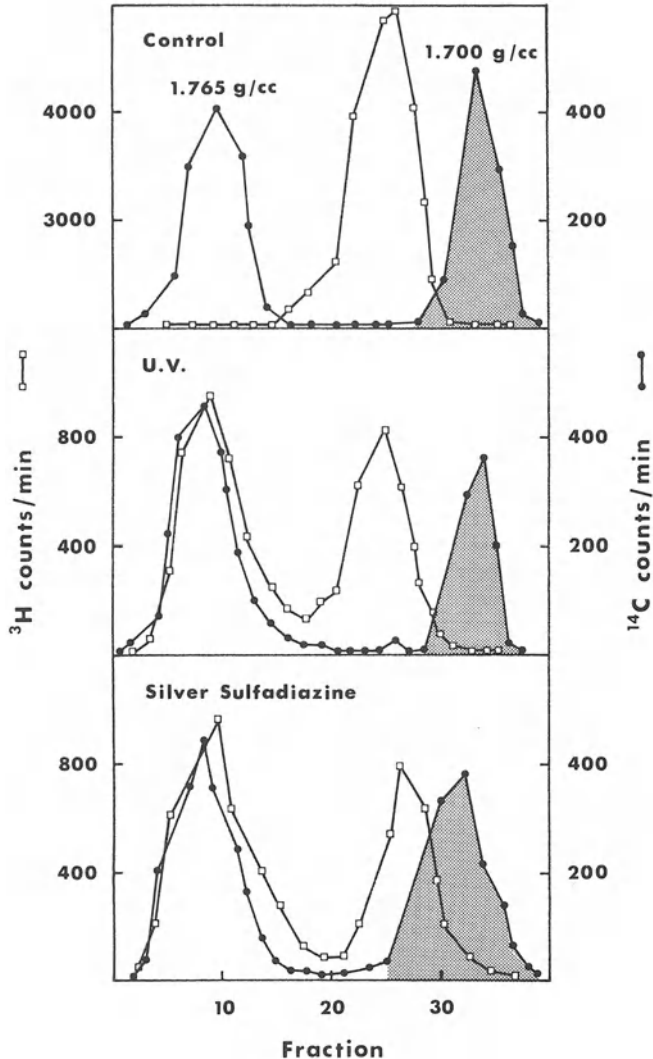 Control
1.765 g/cc
1.700 g/cc
4000
3000
400
200
U.V.
800
400
400
200
Silver Sulfadiazine
800
400
400
200
10
20
30
Fraction
³H counts/min
¹⁴C counts/min